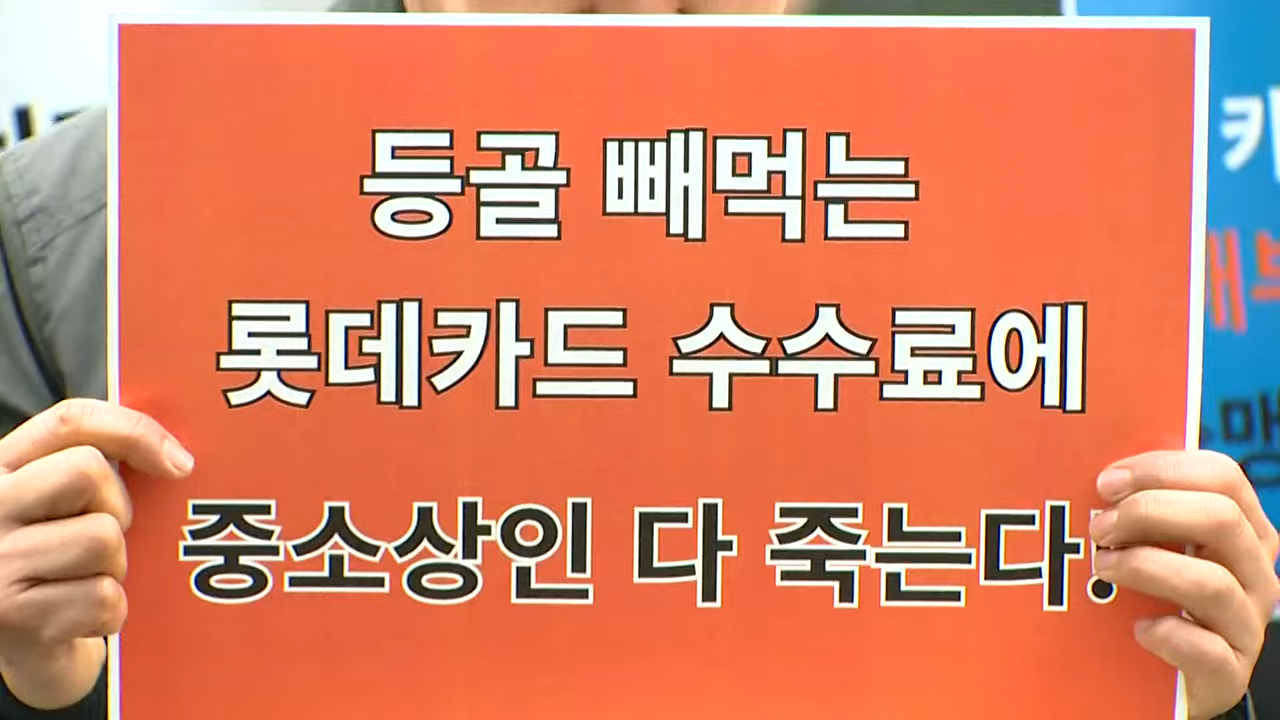 등골 빼먹는
롯데카드 수수료에
중소상인 다 죽는다!
카